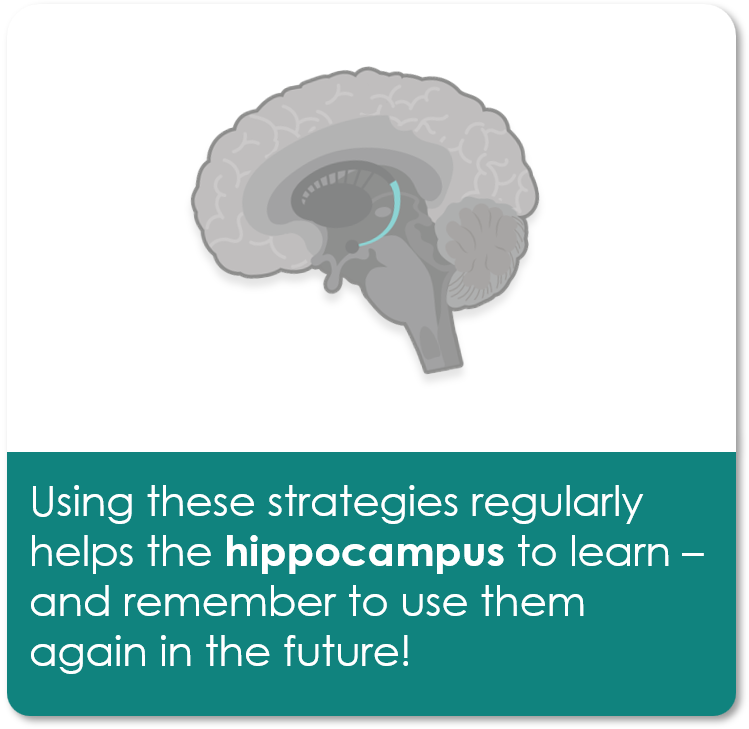 Using these strategies regularly
helps the hippocampus to learn –
and remember to use them
again in the future!